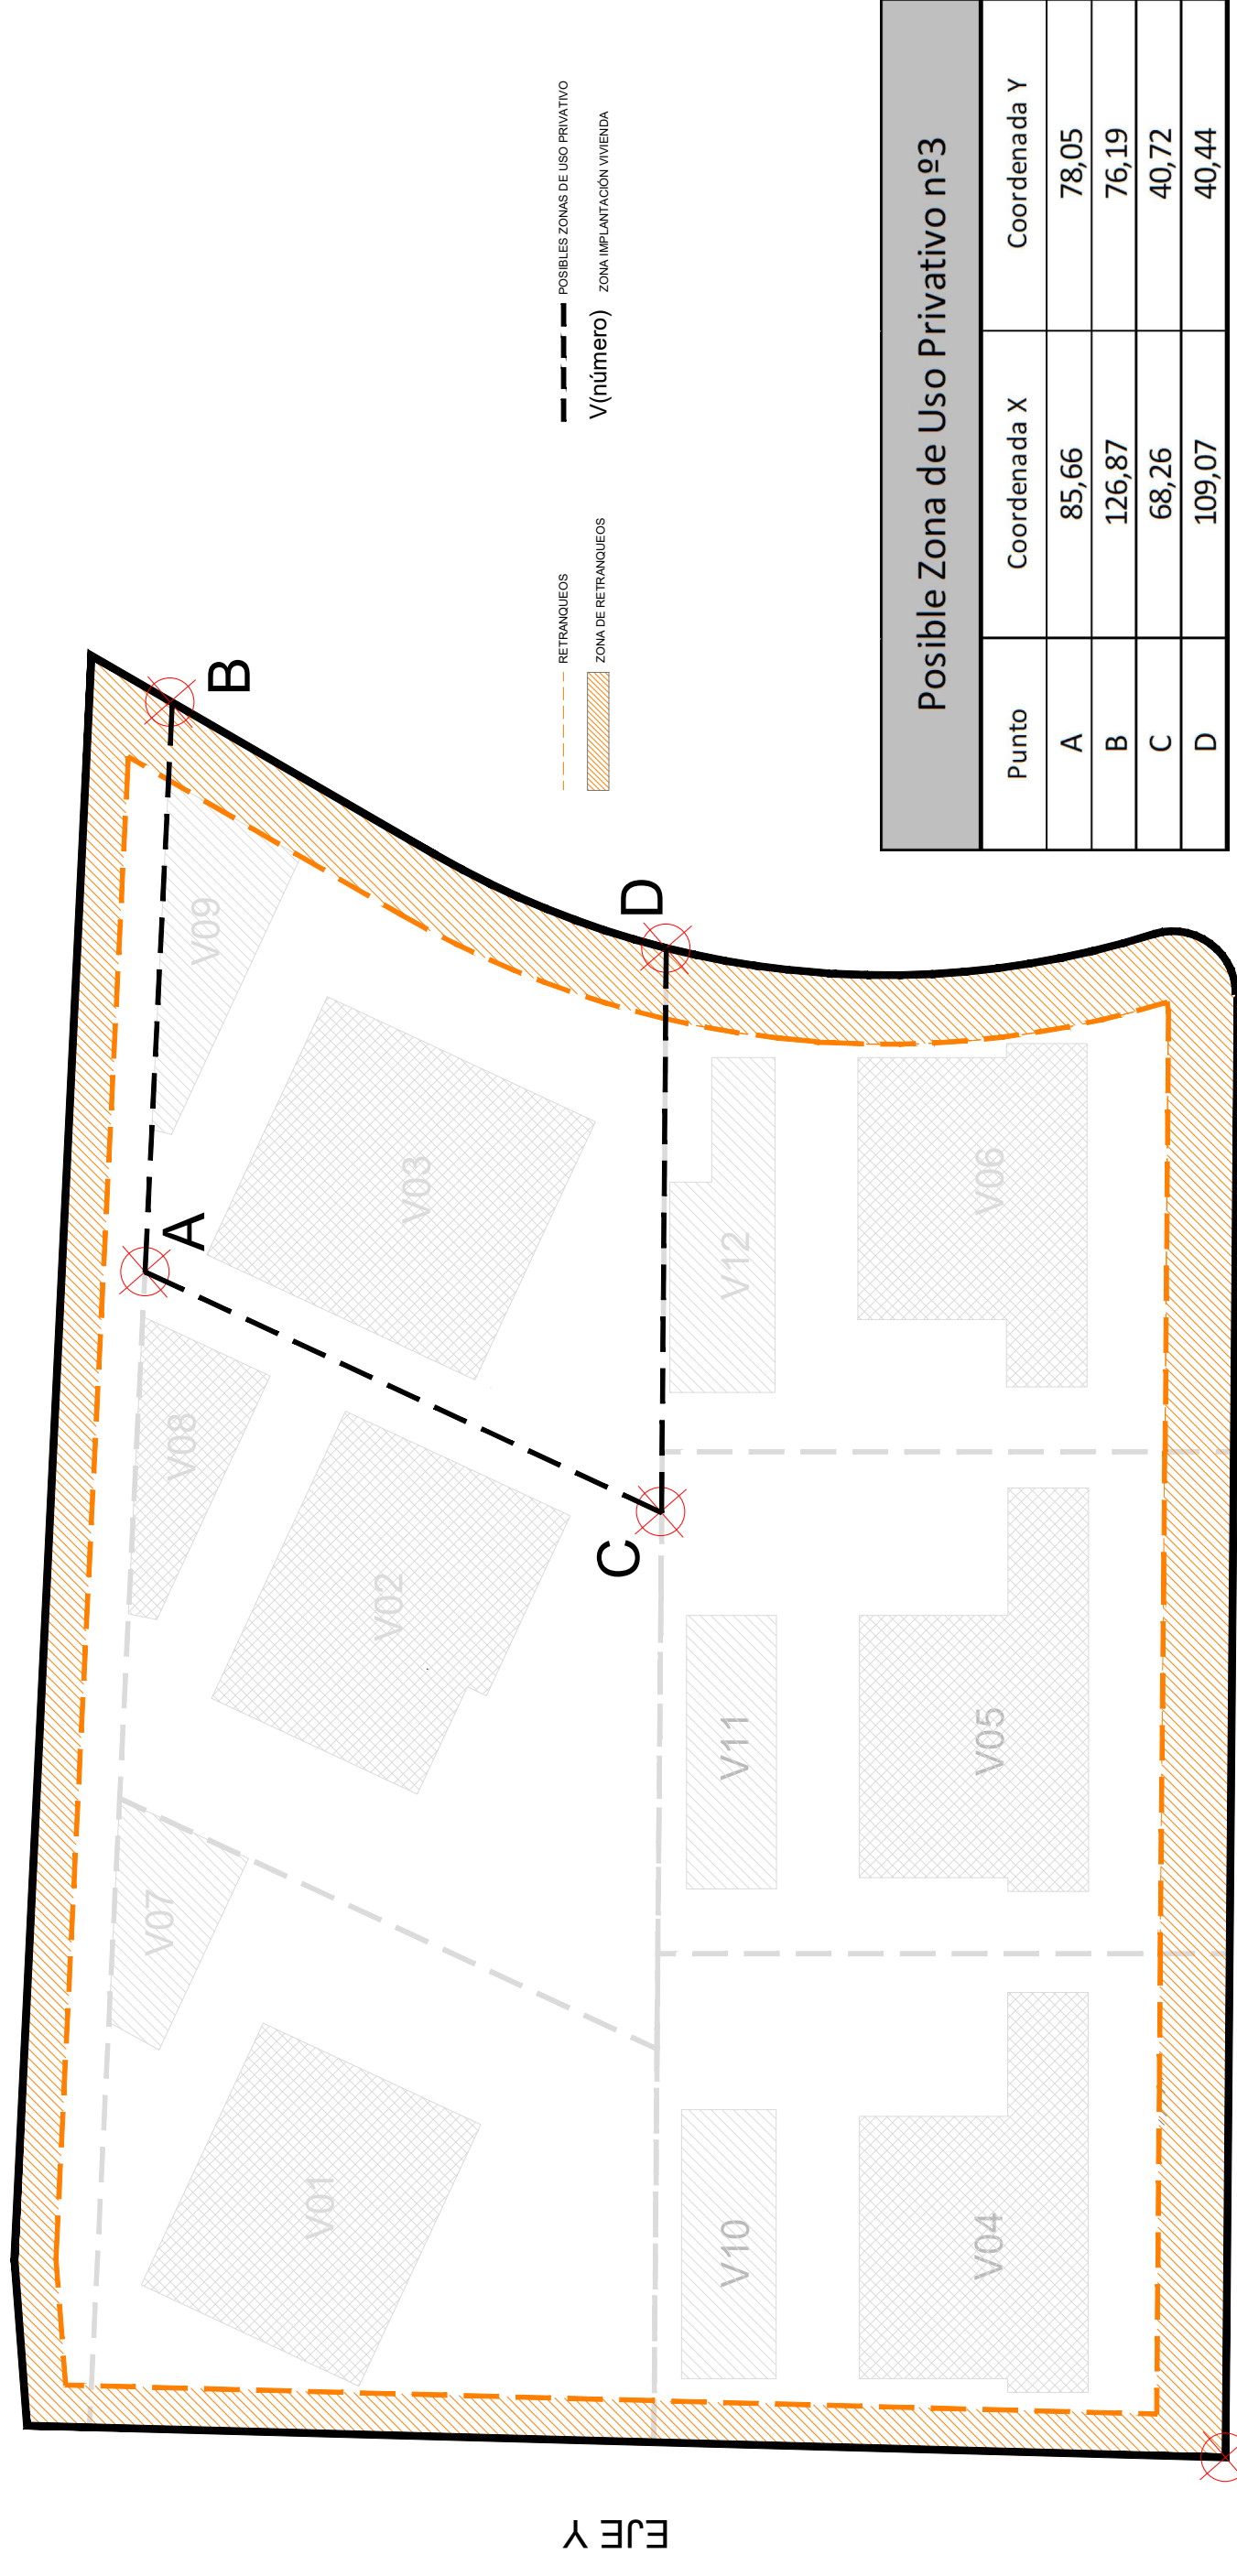 B
A
D
C
V09
V03
V08
V02
V12
V06
V07
V11
V05
V01
V10
V04
EJE Y
RETRANQUEOS
ZONA DE RETRANQUEOS
POSIBLES ZONAS DE USO PRIVATIVO
V(número) ZONA IMPLANTACIÓN VIVIENDA
Posible Zona de Uso Privativo nº3
Punto Coordenada X Coordenada Y
A 85,66 78,05
B 126,87 76,19
C 68,26 40,72
D 109,07 40,44